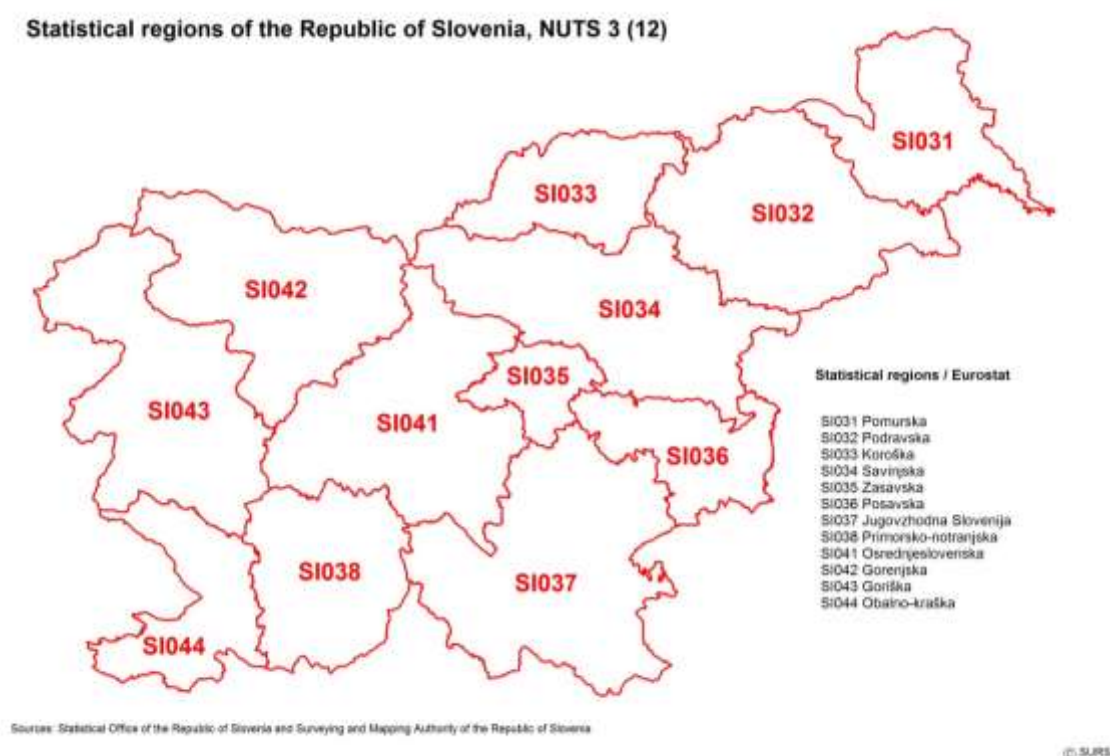 Statistical regions of the Republic of Slovenia, NUTS 3 (12)
SI031
SI033
SI032
SI042
SI034
SI035
SI043
SI041
SI036
SI038
SI037
SI044
Statistical regions / Eurostat
SI031 Pomurska
SI032 Podravska
SI033 Koroška
SI034 Savinjska
SI035 Zasavska
SI036 Posavska
SI037 Jugovzhodna Slovenija
SI038 Primorsko-notranjska
SI041 Osrednjeslovenska
SI042 Gorenjska
SI043 Goriška
SI044 Obalno-kraška
Sources: Statistical Office of the Republic of Slovenia and Surveying and Mapping Authority of the Republic of Slovenia
(C) SURS